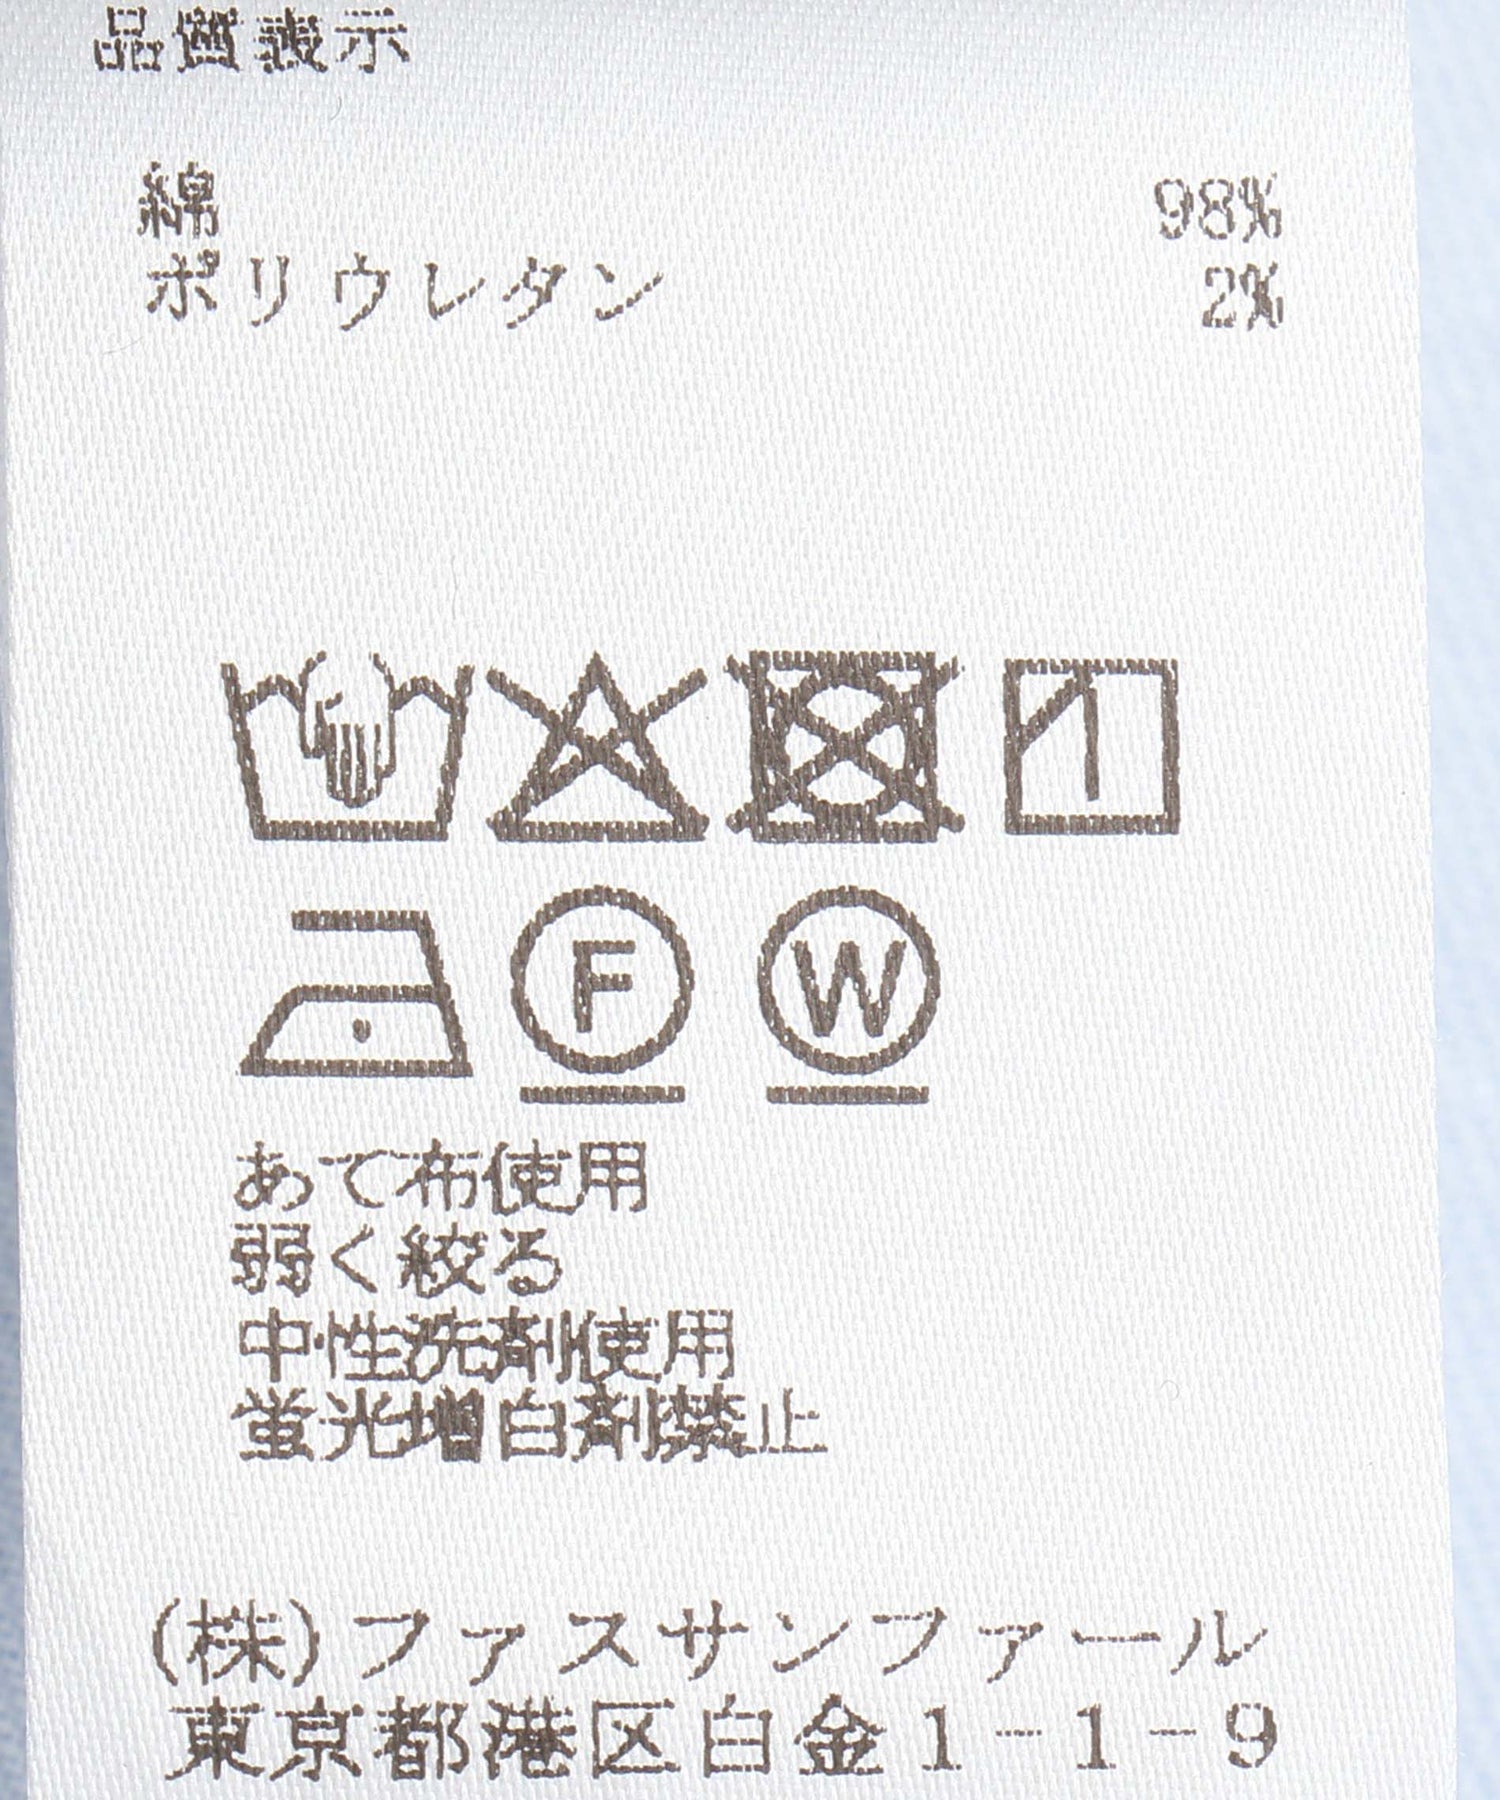 品質表示
綿 98%
ポリウレタン 2%
F W
あて布使用
弱く絞る
中性洗剤使用
蛍光増白剤禁止
(株)ファスサンファール
東京都港区白金1-1-9